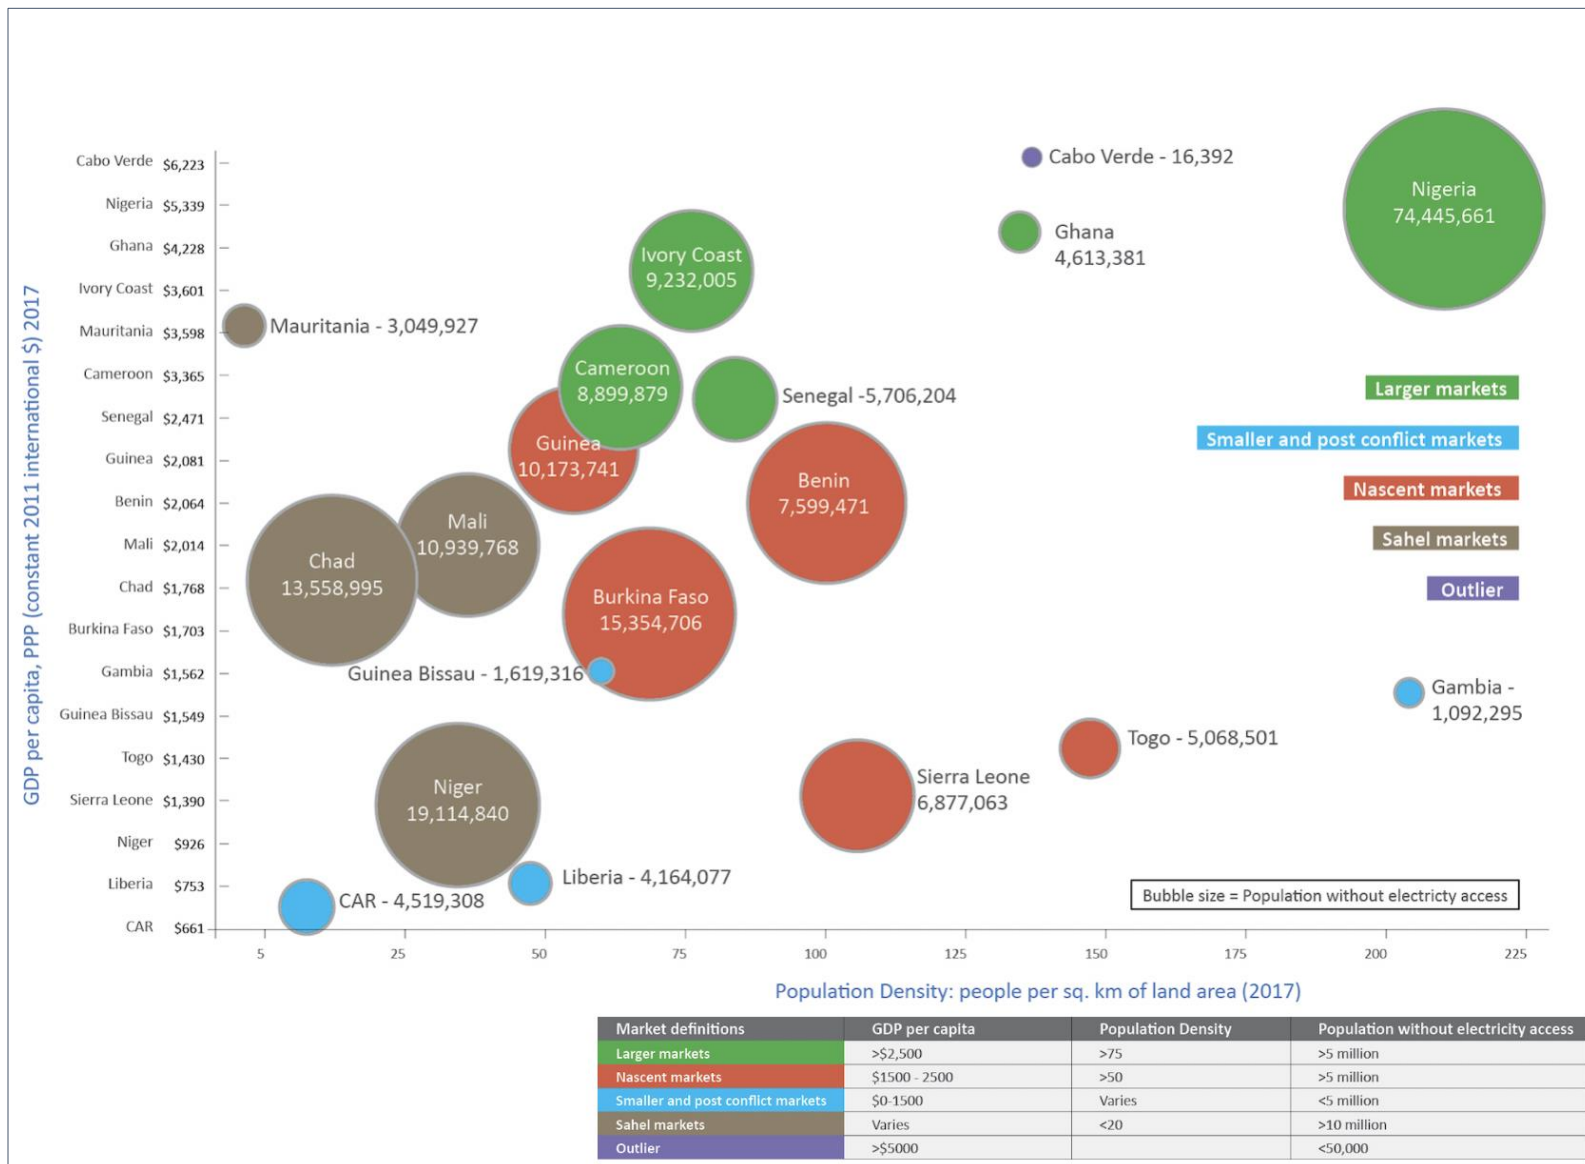 GDP per capita, PPP (constant 2011 international $) 2017
Cabo Verde $6,223
Nigeria $5,339
Ghana $4,228
Ivory Coast $3,601
Mauritania $3,598
Cameroon $3,365
Senegal $2,471
Guinea $2,081
Benin $2,064
Mali $2,014
Chad $1,768
Burkina Faso $1,703
Gambia $1,562
Guinea Bissau $1,549
Togo $1,430
Sierra Leone $1,390
Niger $926
Liberia $753
CAR $661
Cabo Verde - 16,392
Nigeria
74,445,661
Ghana
4,613,381
Ivory Coast
9,232,005
Mauritania - 3,049,927
Cameroon
8,899,879
Senegal -5,706,204
Guinea
10,173,741
Benin
7,599,471
Mali
10,939,768
Chad
13,558,995
Burkina Faso
15,354,706
Guinea Bissau - 1,619,316
Gambia -
1,092,295
Togo - 5,068,501
Sierra Leone
6,877,063
Niger
19,114,840
Liberia - 4,164,077
CAR - 4,519,308
Larger markets
Smaller and post conflict markets
Nascent markets
Sahel markets
Outlier
Bubble size = Population without electricty access
5 25 50 75 100 125 150 175 200 225
Population Density: people per sq. km of land area (2017)
Market definitions GDP per capita Population Density Population without electricity access
Larger markets >$2,500 >75 >5 million
Nascent markets $1500 - 2500 >50 >5 million
Smaller and post conflict markets $0-1500 Varies <5 million
Sahel markets Varies <20 >10 million
Outlier >$5000 <50,000